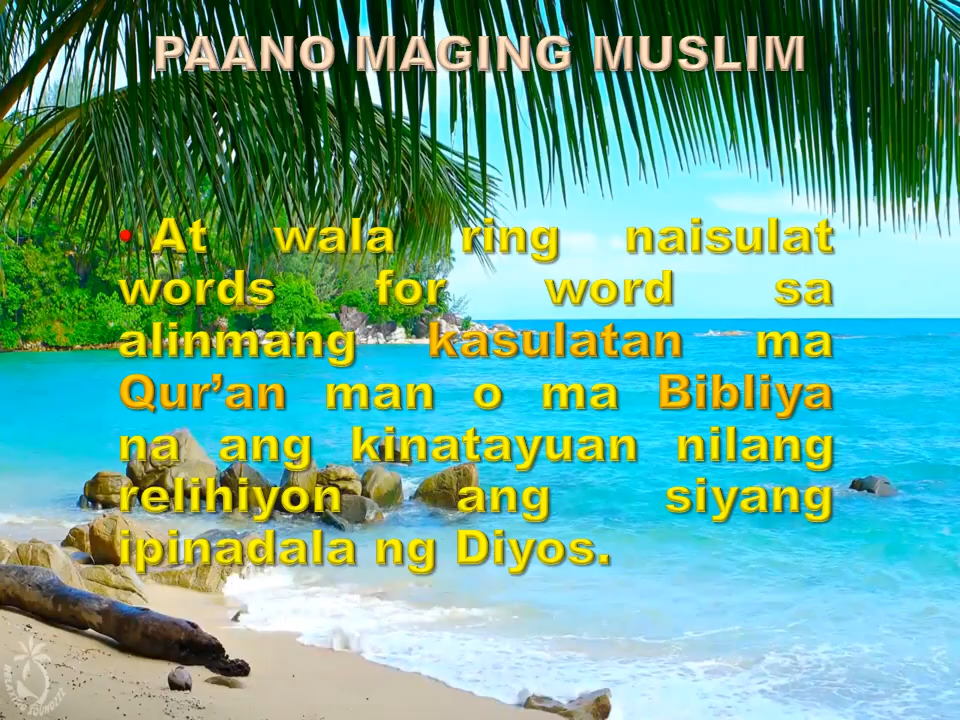 PAANO MAGING MUSLIM
• At wala ring naisulat
words for word sa
alinmang kasulatan ma
Qur’an man o ma Bibliya
na ang kinatayuan nilang
relihiyon ang siyang
ipinadala ng Diyos.